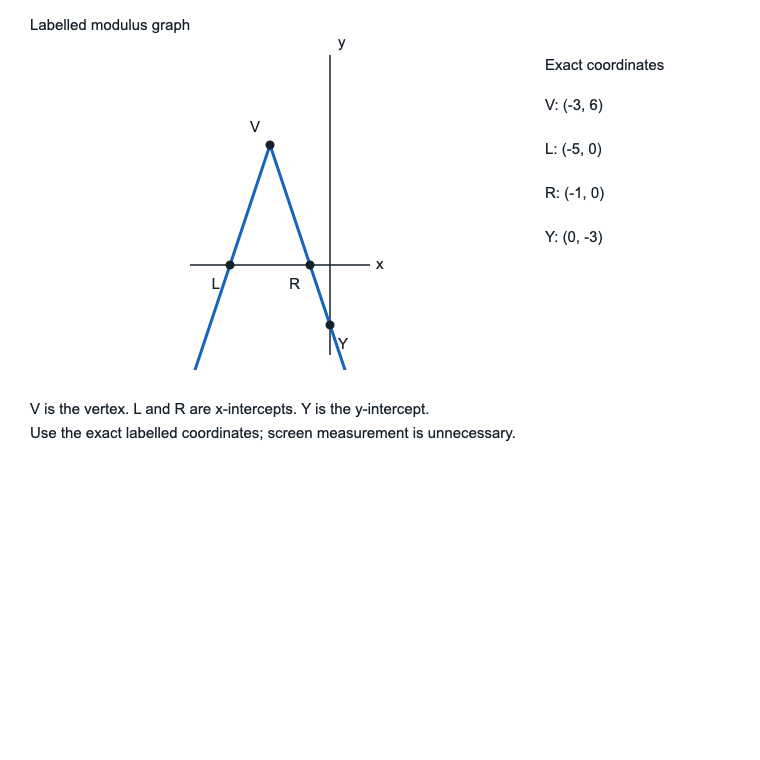 Labelled modulus graph
y
Exact coordinates
V: (-3, 6)
V
L: (-5, 0)
R: (-1, 0)
Y: (0, -3)
x
L
R
Y
V is the vertex. L and R are x-intercepts. Y is the y-intercept.
Use the exact labelled coordinates; screen measurement is unnecessary.